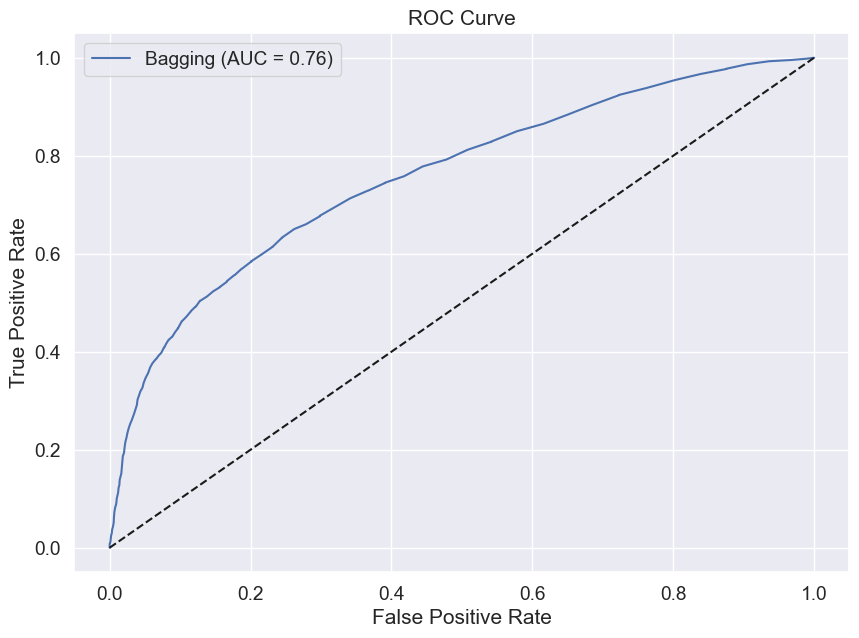 ROC Curve
Bagging (AUC = 0.76)
1.0
0.8
0.6
0.4
0.2
0.0
True Positive Rate
0.0 0.2 0.4 0.6 0.8 1.0
False Positive Rate